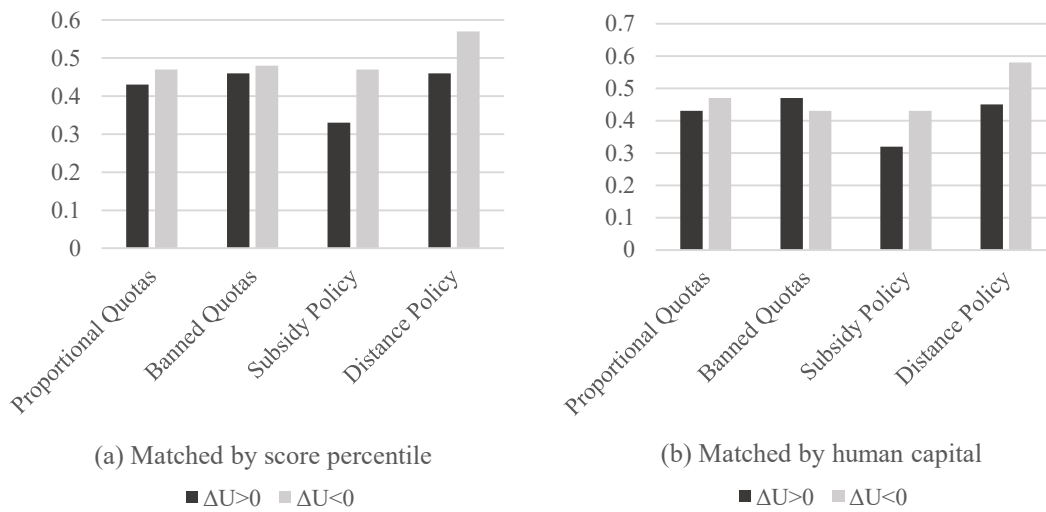 0.6
0.5
0.4
0.3
0.2
0.1
0
Proportional Quotas
Banned Quotas
Subsidy Policy
Distance Policy
(a) Matched by score percentile
ΔU>0 ΔU<0
0.7
0.6
0.5
0.4
0.3
0.2
0.1
0
Proportional Quotas
Banned Quotas
Subsidy Policy
Distance Policy
(b) Matched by human capital
ΔU>0 ΔU<0